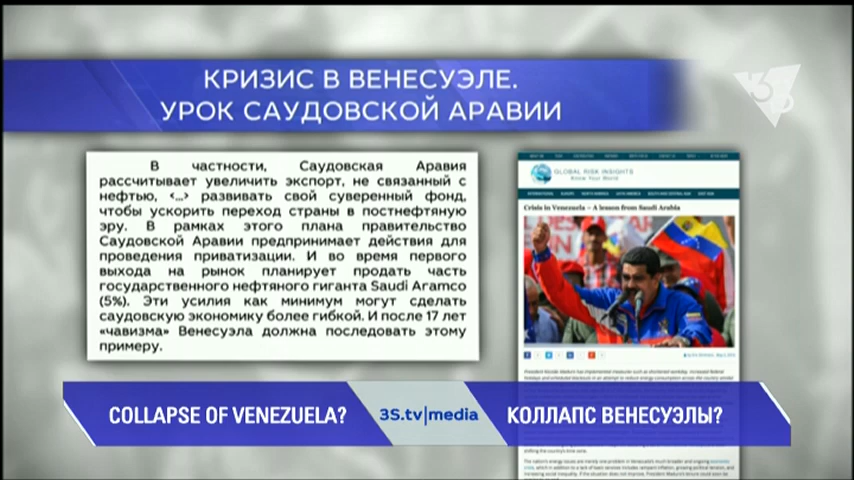 КРИЗИС В ВЕНЕСУЭЛЕ.
УРОК САУДОВСКОЙ АРАВИИ
В частности, Саудовская Аравия
рассчитывает увеличить экспорт, не связанный с
нефтью, <...> развивать свой суверенный фонд,
чтобы ускорить переход страны в постнефтяную
эру. В рамках этого плана правительство
Саудовской Аравии предпринимает действия для
проведения приватизации. И во время первого
выхода на рынок планирует продать часть
государственного нефтяного гиганта Saudi Aramco
(5%). Эти усилия как минимум могут сделать
саудовскую экономику более гибкой. И после 17 лет
«чавизма» Венесуэла должна последовать этому
примеру.
GLOBAL RISK INSIGHTS
Know Your World
Crisis in Venezuela – A lesson from Saudi Arabia
COLLAPSE OF VENEZUELA?
3S.tv|media
КОЛЛАПС ВЕНЕСУЭЛЫ?